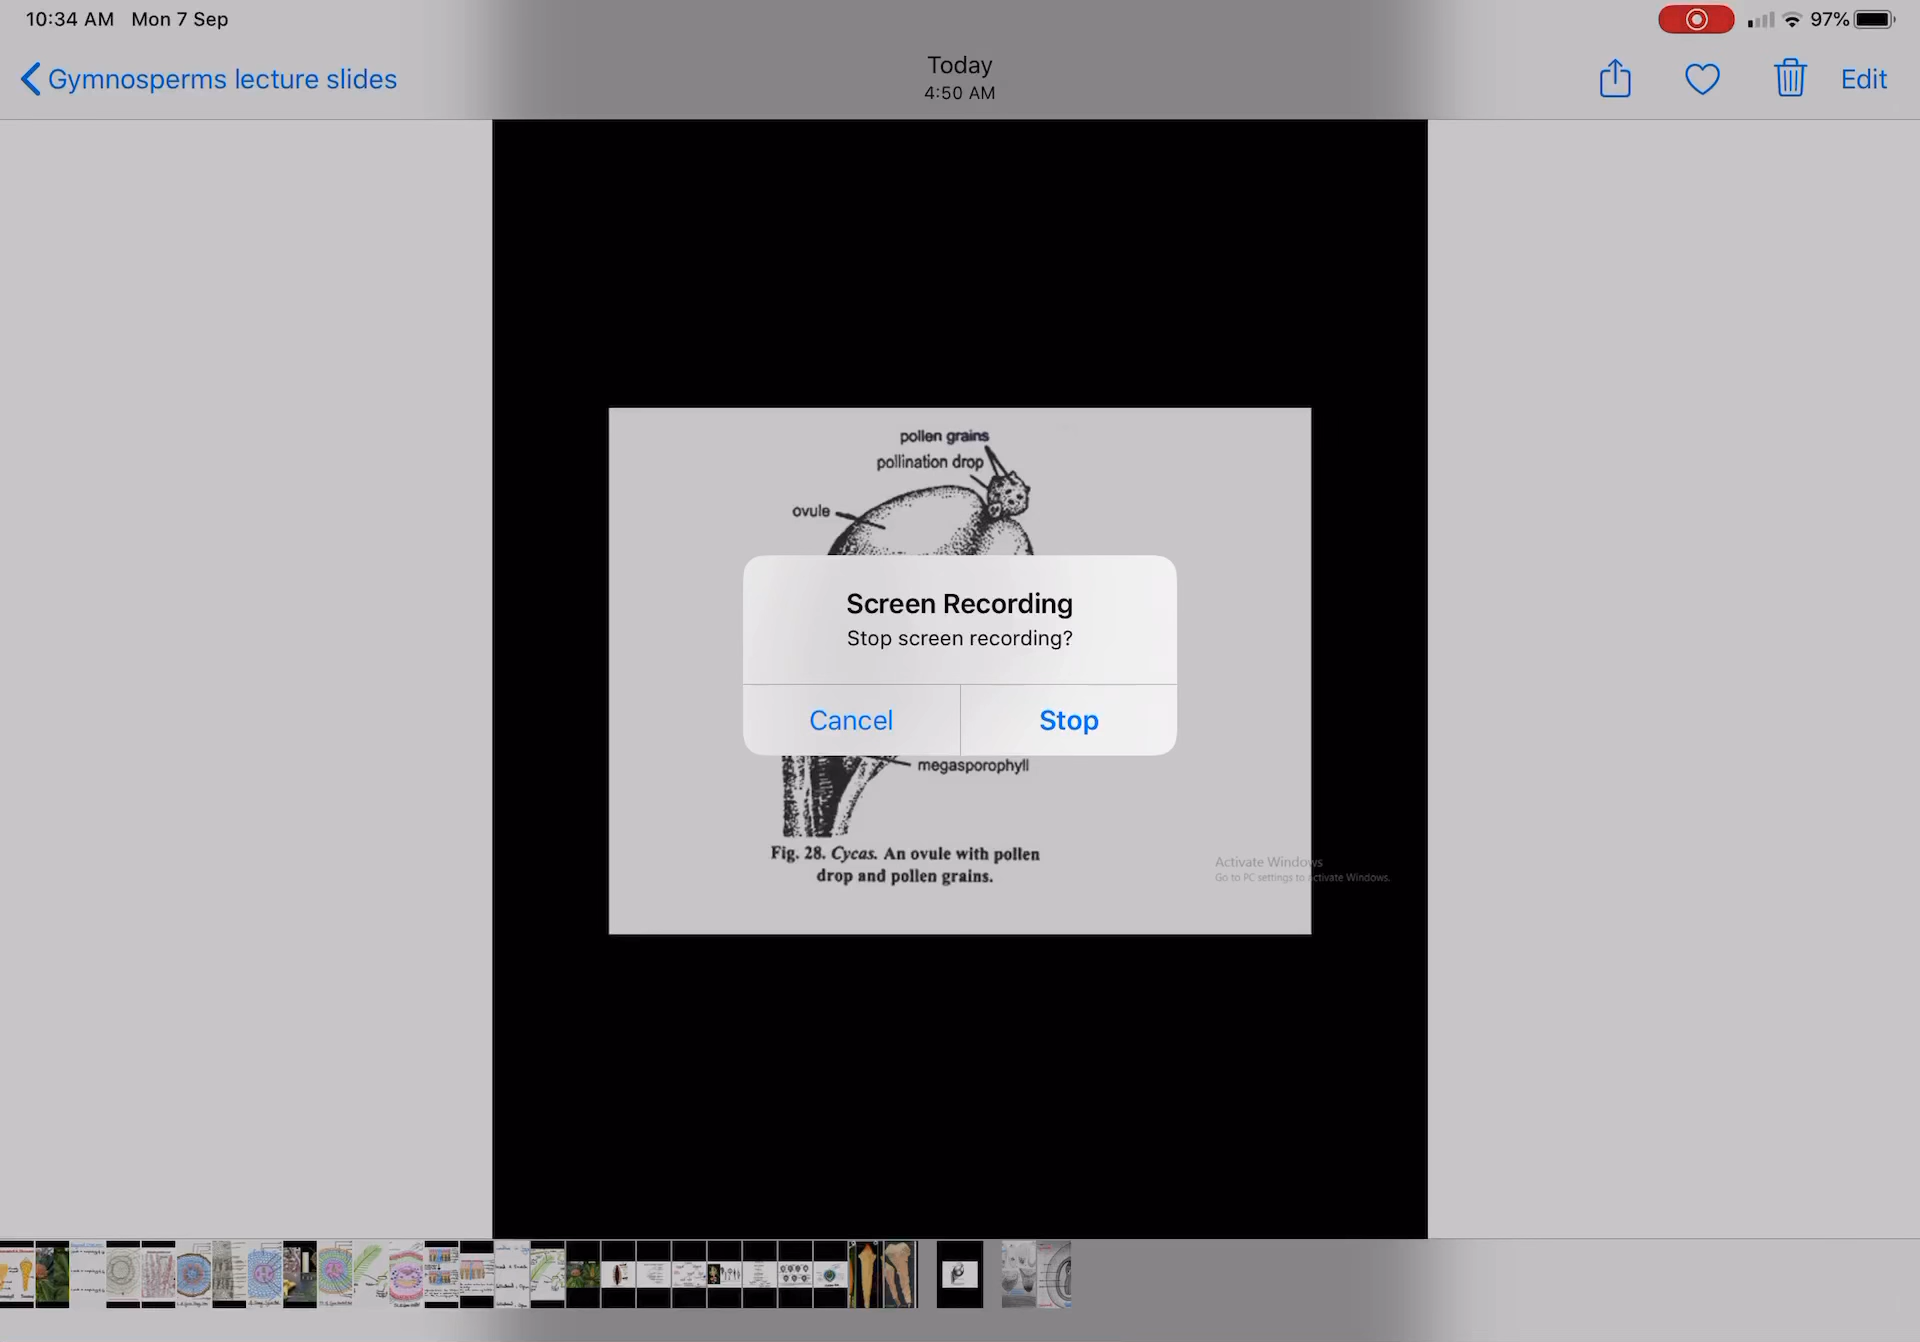 10:34 AM Mon 7 Sep
97%
Gymnosperms lecture slides
Today
4:50 AM
Edit
pollen grains
pollination drop
ovule
Screen Recording
Stop screen recording?
Cancel
Stop
megasporophyll
Fig. 28. Cycas. An ovule with pollen
drop and pollen grains.
Activate Windows
Go to PC settings to Activate Windows.